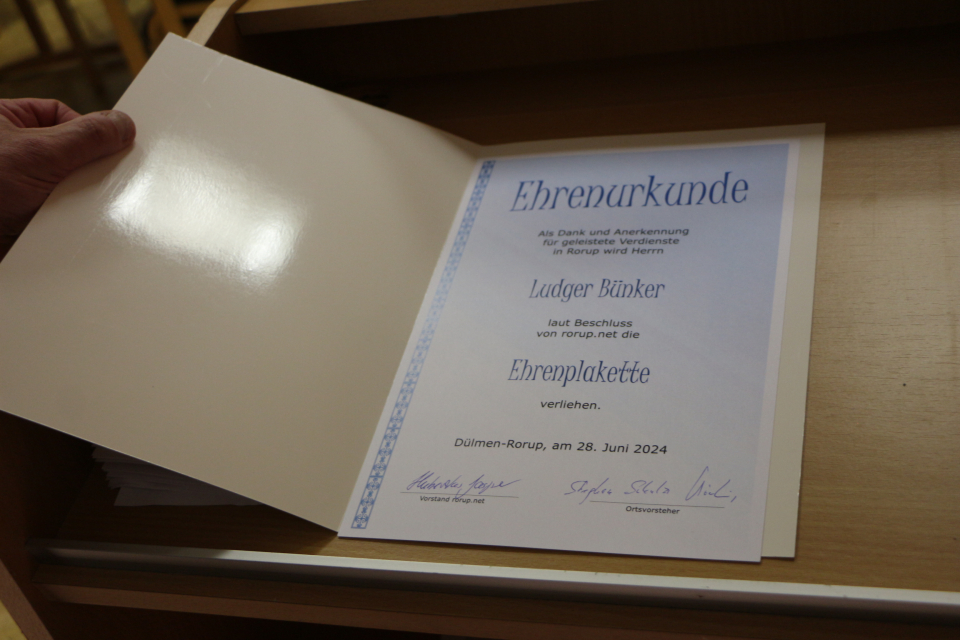 Ehrenurkunde
Als Dank und Anerkennung
für geleistete Verdienste
in Rorup wird Herrn
Ludger Bünker
laut Beschluss
von rorup.net die
Ehrenplakette
verliehen.
Dülmen-Rorup, am 28. Juni 2024
Vorstand rorup.net
Ortsvorsteher